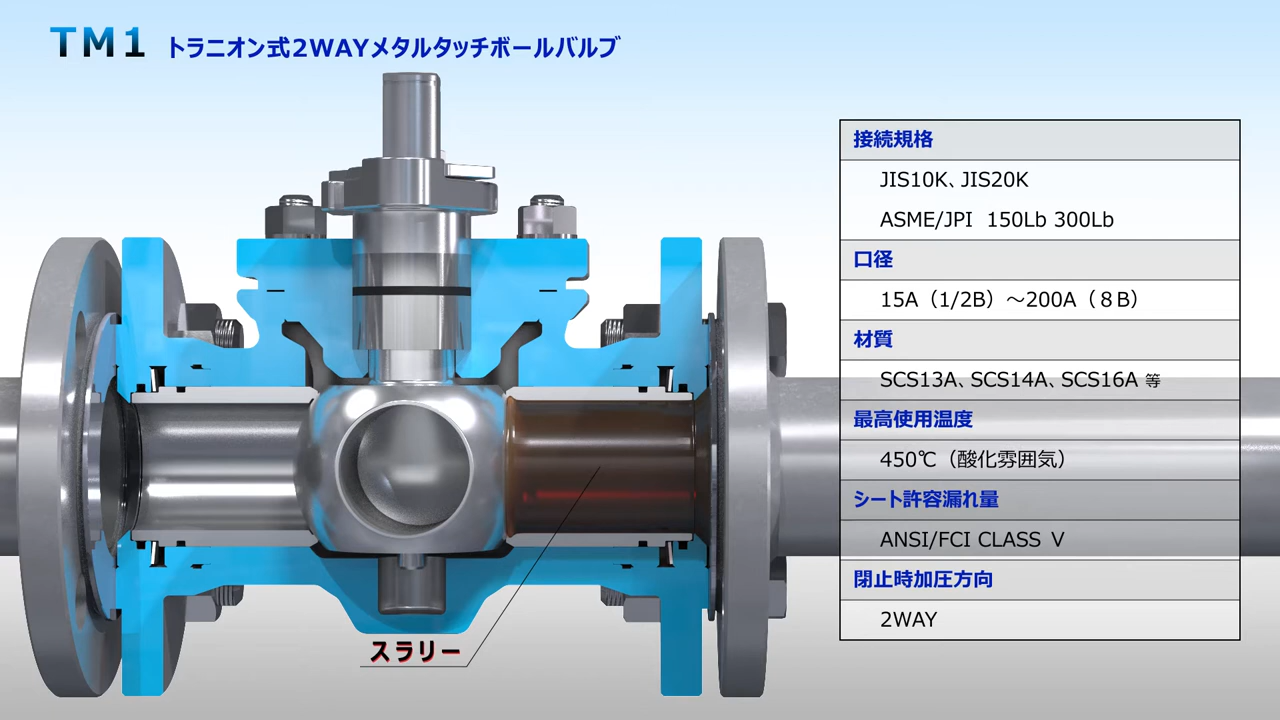 TM1 トラニオン式2WAYメタルタッチボールバルブ
接続規格
JIS10K、JIS20K
ASME/JPI 150Lb 300Lb
口径
15A（1/2B）～200A（８B）
材質
SCS13A、SCS14A、SCS16A 等
最高使用温度
450℃（酸化雰囲気）
シート許容漏れ量
ANSI/FCI CLASS Ⅴ
閉止時加圧方向
2WAY
スラリー